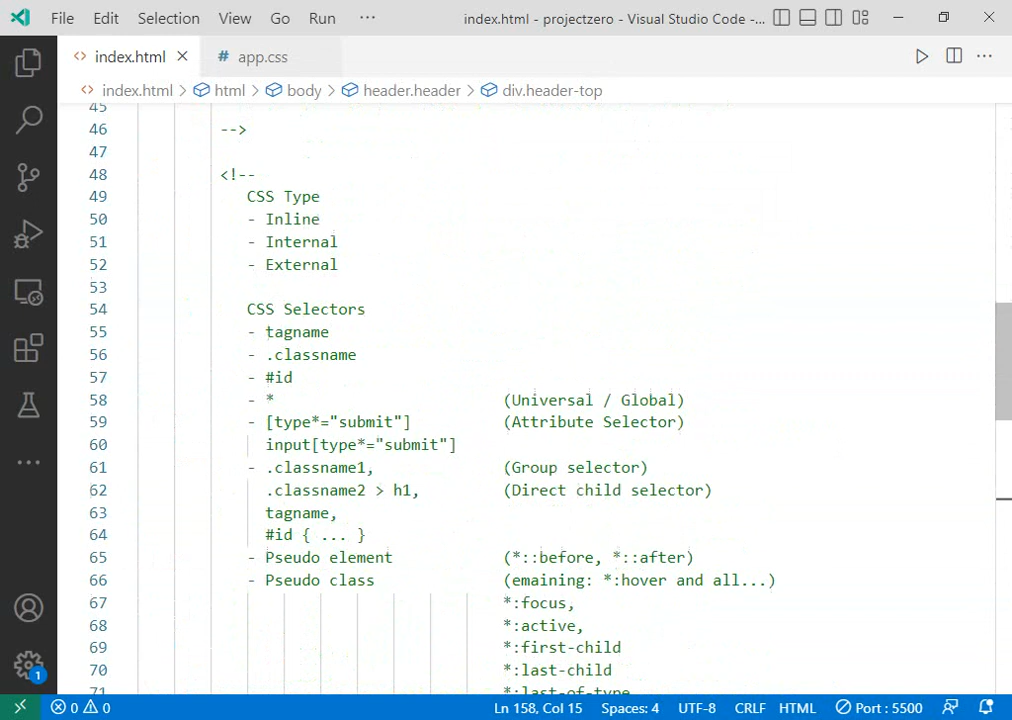 File Edit Selection View Go Run ··· index.html - projectzero - Visual Studio Code -...
<> index.html × # app.css
<> index.html > html > body > header.header > div.header-top
45
46 -->
47
48 <!--
49 CSS Type
50 - Inline
51 - Internal
52 - External
53
54 CSS Selectors
55 - tagname
56 - .classname
57 - #id
58 - * (Universal / Global)
59 - [type*="submit"] (Attribute Selector)
60 input[type*="submit"]
61 - .classname1, (Group selector)
62 .classname2 > h1, (Direct child selector)
63 tagname,
64 #id { ... }
65 - Pseudo element (*::before, *::after)
66 - Pseudo class (emaining: *:hover and all...)
67 *:focus,
68 *:active,
69 *:first-child
70 *:last-child
71 *:last-of-type
1
0 0 Ln 158, Col 15 Spaces: 4 UTF-8 CRLF HTML Port : 5500